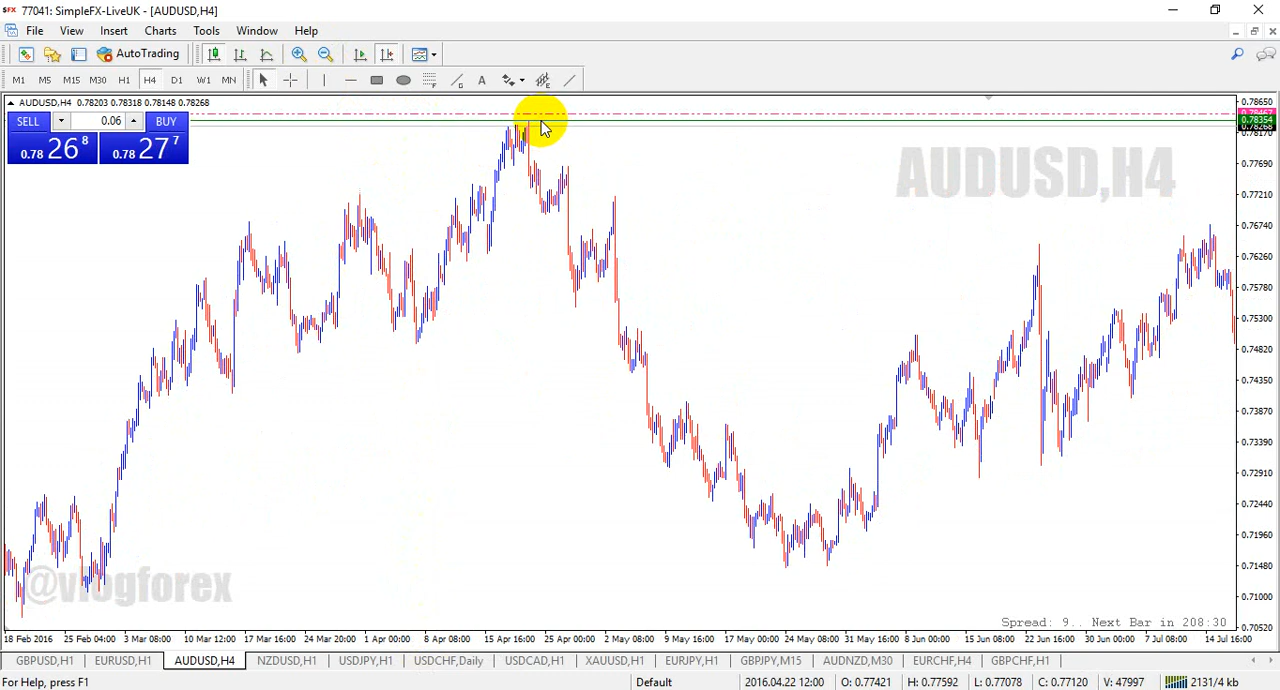 SFX 77041: SimpleFX-LiveUK - [AUDUSD,H4]
File View Insert Charts Tools Window Help
AutoTrading
M1 M5 M15 M30 H1 H4 D1 W1 MN A
AUDUSD,H4 0.78203 0.78318 0.78148 0.78268
SELL 0.06 BUY
0.78 26 8 0.78 27 7
AUDUSD,H4
0.78650
0.78354
0.78268
0.78170
0.77690
0.77210
0.76740
0.76260
0.75780
0.75300
0.74820
0.74350
0.73870
0.73390
0.72910
0.72440
0.71960
0.71480
0.71000
0.70520
@vlogforex
Spread: 9.. Next Bar in 208:30
18 Feb 2016 25 Feb 04:00 3 Mar 08:00 10 Mar 12:00 17 Mar 16:00 24 Mar 20:00 1 Apr 00:00 8 Apr 08:00 15 Apr 16:00 25 Apr 00:00 2 May 08:00 9 May 16:00 17 May 00:00 24 May 08:00 31 May 16:00 8 Jun 00:00 15 Jun 08:00 22 Jun 16:00 30 Jun 00:00 7 Jul 08:00 14 Jul 16:00
GBPUSD,H1 EURUSD,H1 AUDUSD,H4 NZDUSD,H1 USDJPY,H1 USDCHF,Daily USDCAD,H1 XAUUSD,H1 EURJPY,H1 GBPJPY,M15 AUDNZD,M30 EURCHF,H4 GBPCHF,H1
For Help, press F1 Default 2016.04.22 12:00 O: 0.77421 H: 0.77592 L: 0.77078 C: 0.77120 V: 47997 2131/4 kb